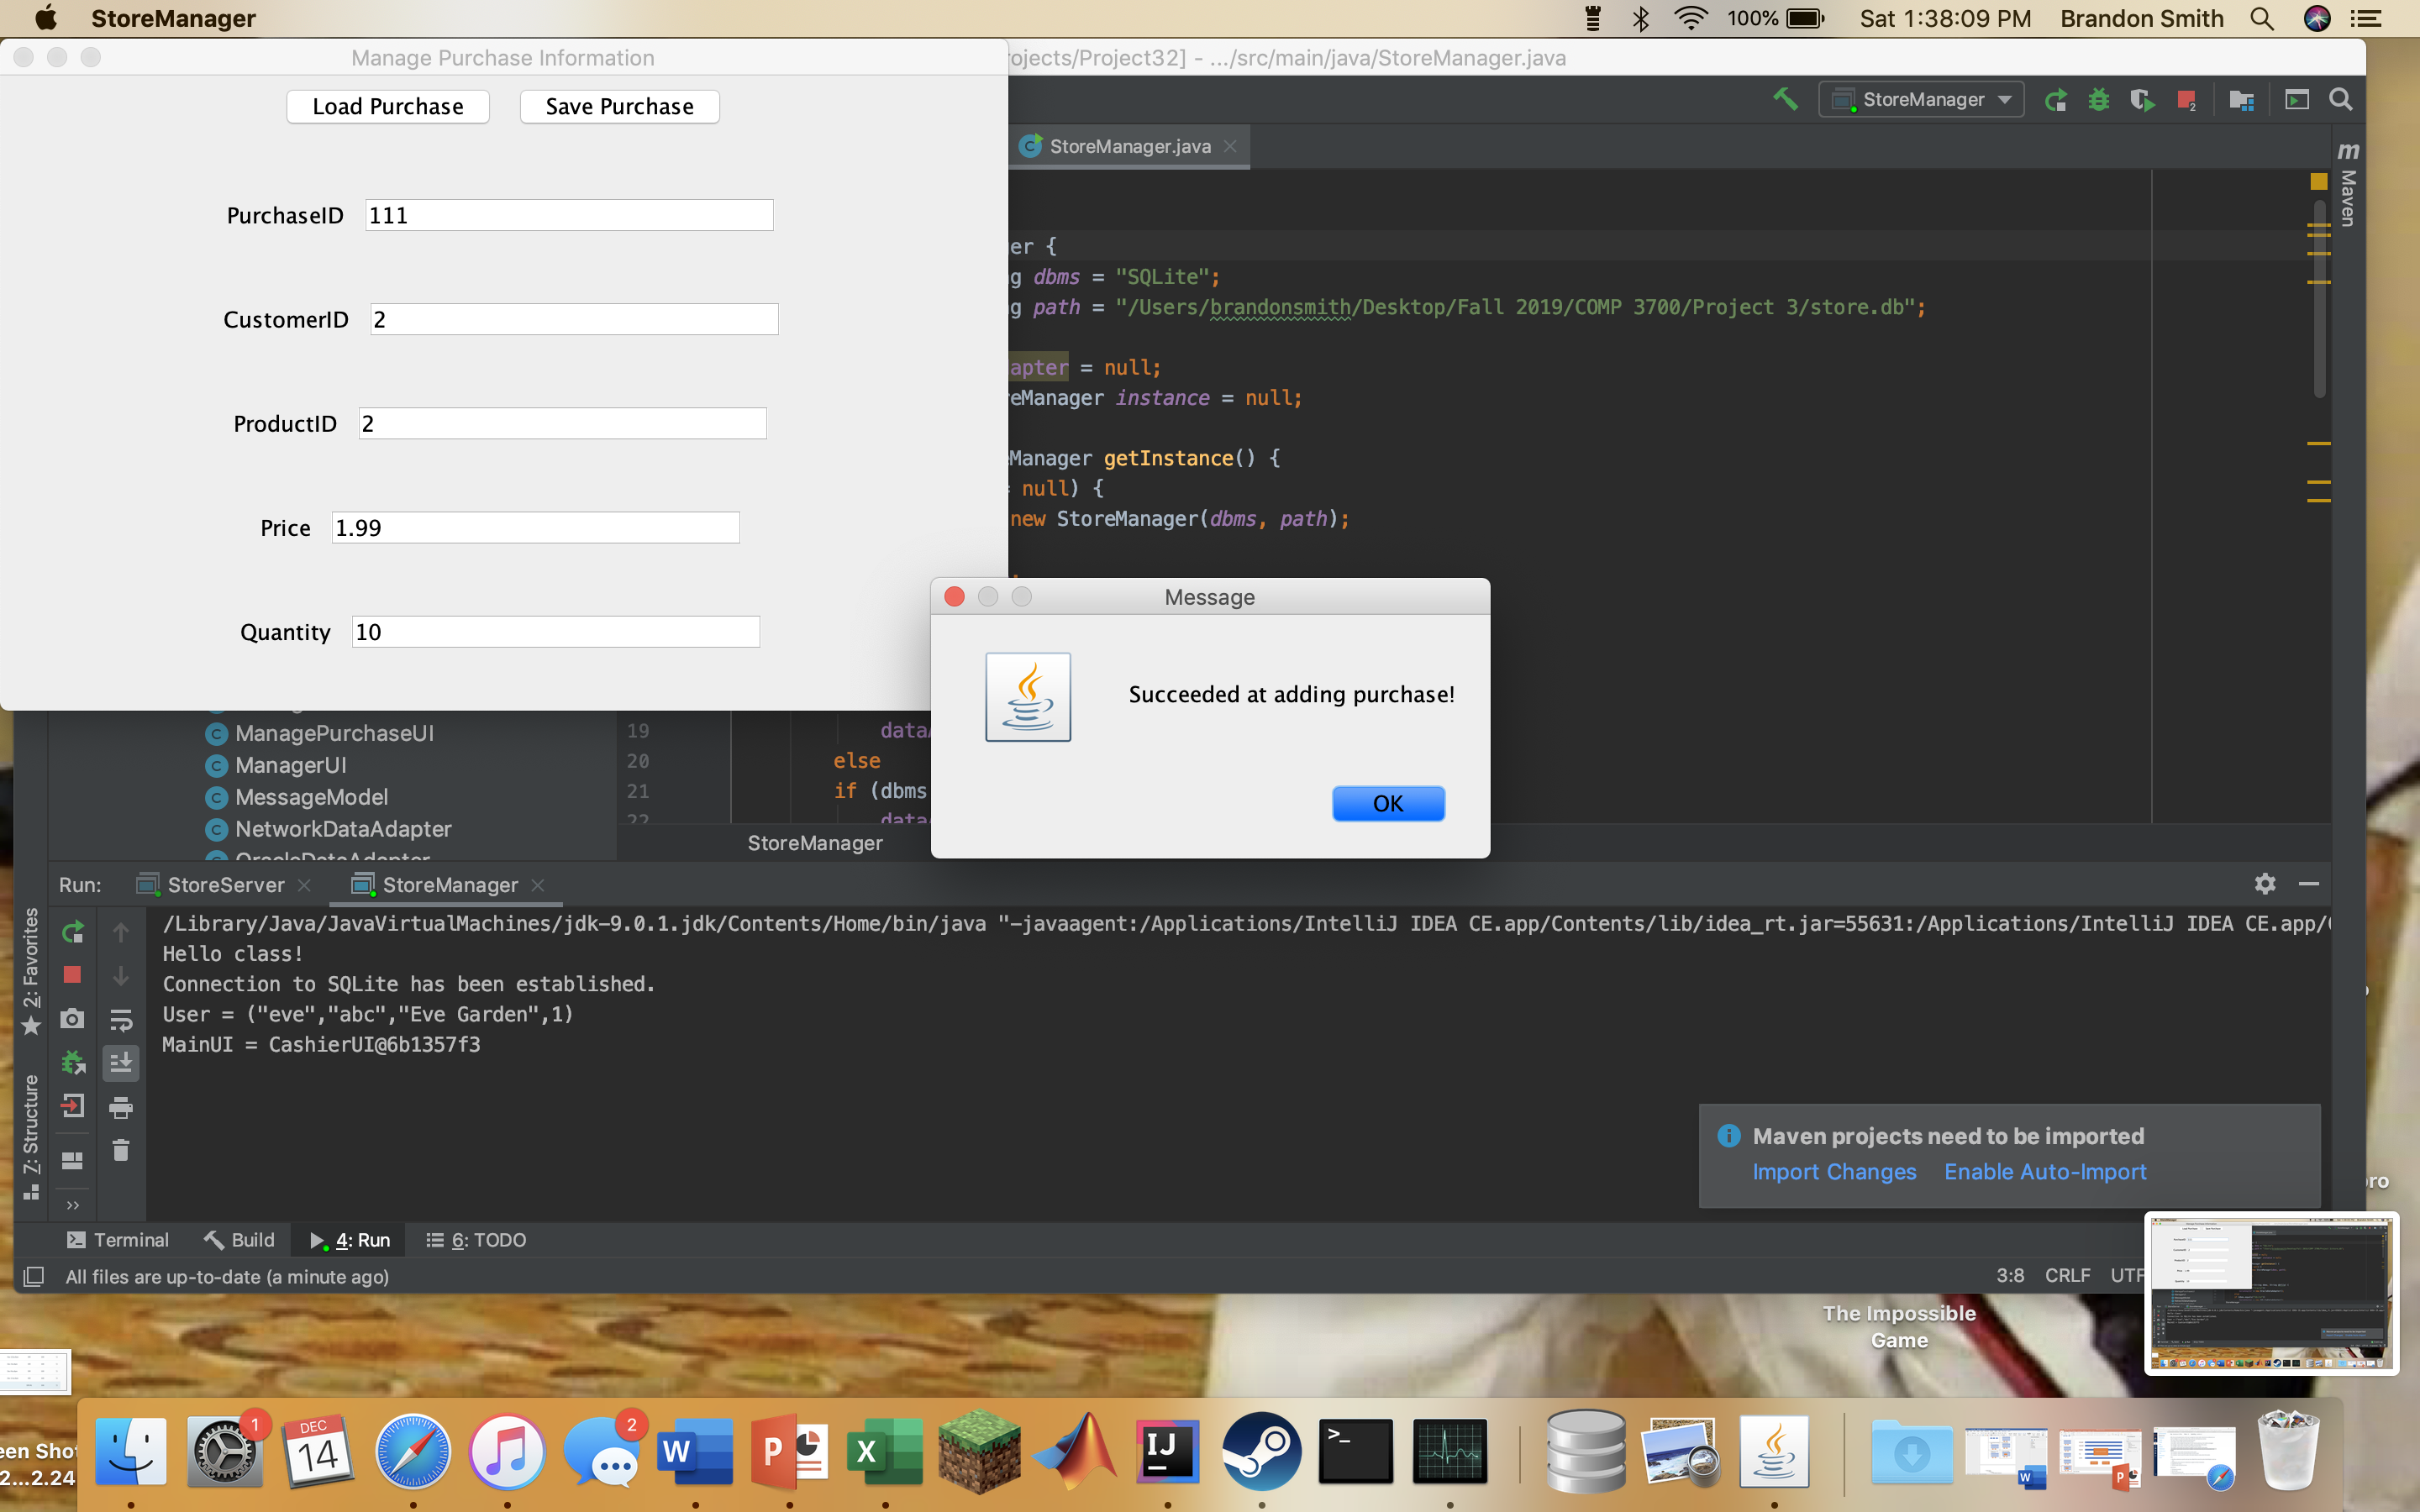 StoreManager
100%
Sat 1:38:09 PM
Brandon Smith
Manage Purchase Information
ojects/Project32] - .../src/main/java/StoreManager.java
Load Purchase
Save Purchase
StoreManager
2
StoreManager.java
m
Maven
PurchaseID
111
CustomerID
2
ProductID
2
Price
1.99
Quantity
10
er {
g dbms = "SQLite";
g path = "/Users/brandonsmith/Desktop/Fall 2019/COMP 3700/Project 3/store.db";
apter = null;
eManager instance = null;
Manager getInstance() {
null) {
new StoreManager(dbms, path);
Message
Succeeded at adding purchase!
OK
ManagePurchaseUI
ManagerUI
MessageModel
NetworkDataAdapter
OracleDataAdapter
19
data
20
else
21
if (dbms
22
data
StoreManager
Run:
StoreServer
StoreManager
/Library/Java/JavaVirtualMachines/jdk-9.0.1.jdk/Contents/Home/bin/java "-javaagent:/Applications/IntelliJ IDEA CE.app/Contents/lib/idea_rt.jar=55631:/Applications/IntelliJ IDEA CE.app/
Hello class!
Connection to SQLite has been established.
User = ("eve","abc","Eve Garden",1)
MainUI = CashierUI@6b1357f3
2: Favorites
7: Structure
Maven projects need to be imported
Import Changes
Enable Auto-Import
Terminal
Build
4: Run
6: TODO
All files are up-to-date (a minute ago)
3:8
CRLF
UTF
ro
The Impossible
Game
een Shot
2...2.24
1
DEC
14
2
W
P
X
IJ
>_
W
P